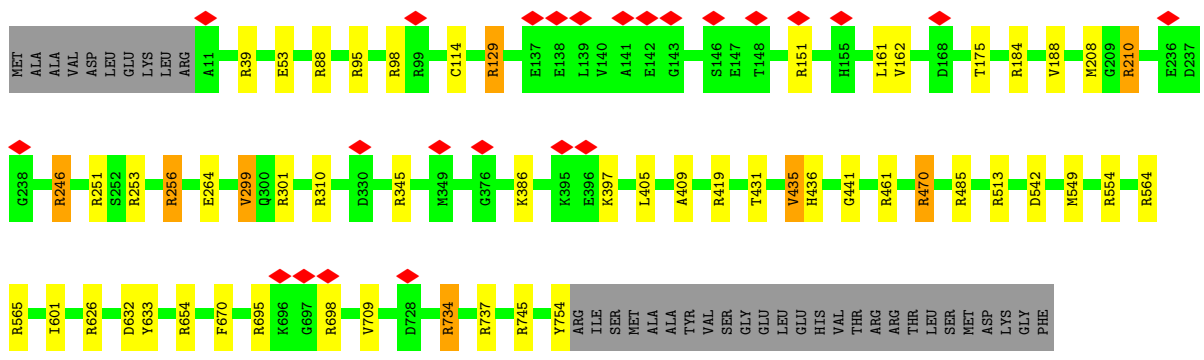 MET ALA ALA VAL ASP LEU GLU LYS LEU ARG A11 R39 E53 R88 R95 R98 R99 C114 R129 E137 E138 L139 V140 A141 E142 G143 S146 E147 T148 R151 H155 L161 V162 D168 T175 R184 V188 M208 G209 R210 E236 D237
G238 R246 R251 S252 R253 R256 E264 V299 Q300 R301 R310 D330 R345 M349 G376 K386 K395 E396 K397 L405 A409 R419 T431 V435 H436 G441 R461 R470 R485 R513 D542 M549 R554 R564
R565 I601 R626 D632 Y633 R654 F670 R695 K696 G697 R698 V709 D728 R734 R737 R745 Y754 ARG ILE SER MET ALA ALA TYR VAL SER GLY GLU LEU GLU HIS VAL THR ARG ARG THR LEU SER MET ASP LYS GLY PHE